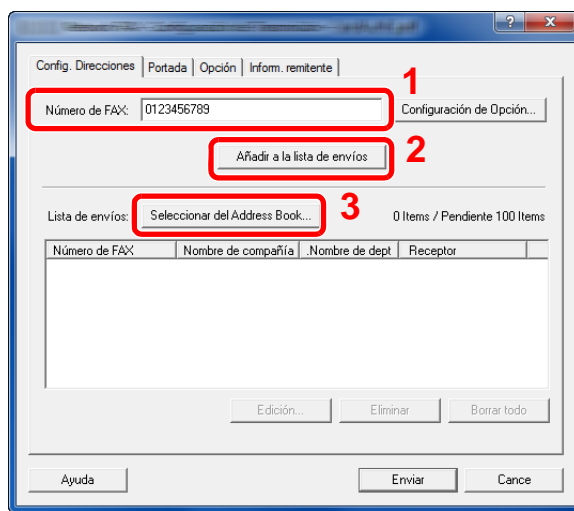 ? X
Config. Direcciones Portada Opción Inform. remitente
1
Número de FAX: 0123456789 Configuración de Opción...
Añadir a la lista de envíos 2
Lista de envíos: Seleccionar del Address Book... 3 0 Items / Pendiente 100 Items
Número de FAX Nombre de compañía .Nombre de dept Receptor
Edición... Eliminar Borrar todo
Ayuda Enviar Cance